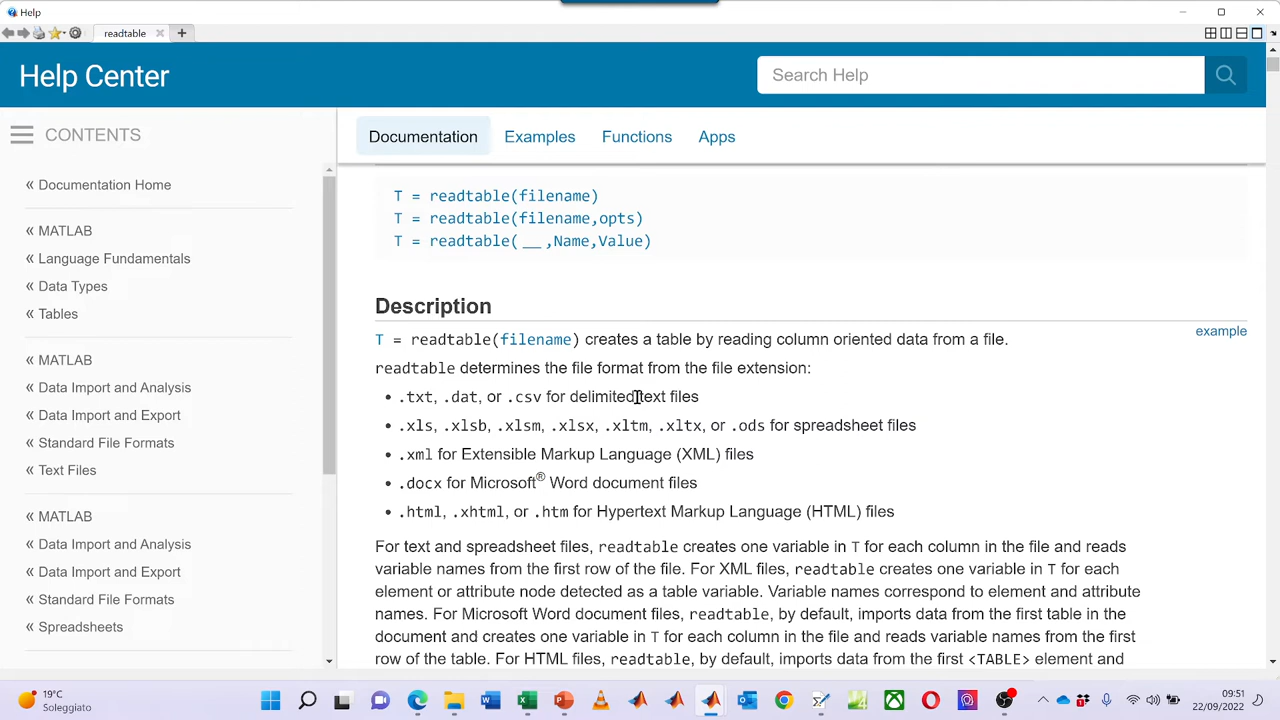 Help
readtable
Help Center
Search Help
CONTENTS
Documentation Examples Functions Apps
« Documentation Home
« MATLAB
« Language Fundamentals
« Data Types
« Tables
« MATLAB
« Data Import and Analysis
« Data Import and Export
« Standard File Formats
« Text Files
« MATLAB
« Data Import and Analysis
« Data Import and Export
« Standard File Formats
« Spreadsheets
T = readtable(filename)
T = readtable(filename,opts)
T = readtable( __ ,Name,Value)
Description
example
T = readtable(filename) creates a table by reading column oriented data from a file.
readtable determines the file format from the file extension:
• .txt, .dat, or .csv for delimited text files
• .xls, .xlsb, .xlsm, .xlsx, .xltm, .xltx, or .ods for spreadsheet files
• .xml for Extensible Markup Language (XML) files
• .docx for Microsoft® Word document files
• .html, .xhtml, or .htm for Hypertext Markup Language (HTML) files
For text and spreadsheet files, readtable creates one variable in T for each column in the file and reads
variable names from the first row of the file. For XML files, readtable creates one variable in T for each
element or attribute node detected as a table variable. Variable names correspond to element and attribute
names. For Microsoft Word document files, readtable, by default, imports data from the first table in the
document and creates one variable in T for each column in the file and reads variable names from the first
row of the table. For HTML files, readtable, by default, imports data from the first <TABLE> element and
19°C
Soleggiato
09:51
22/09/2022